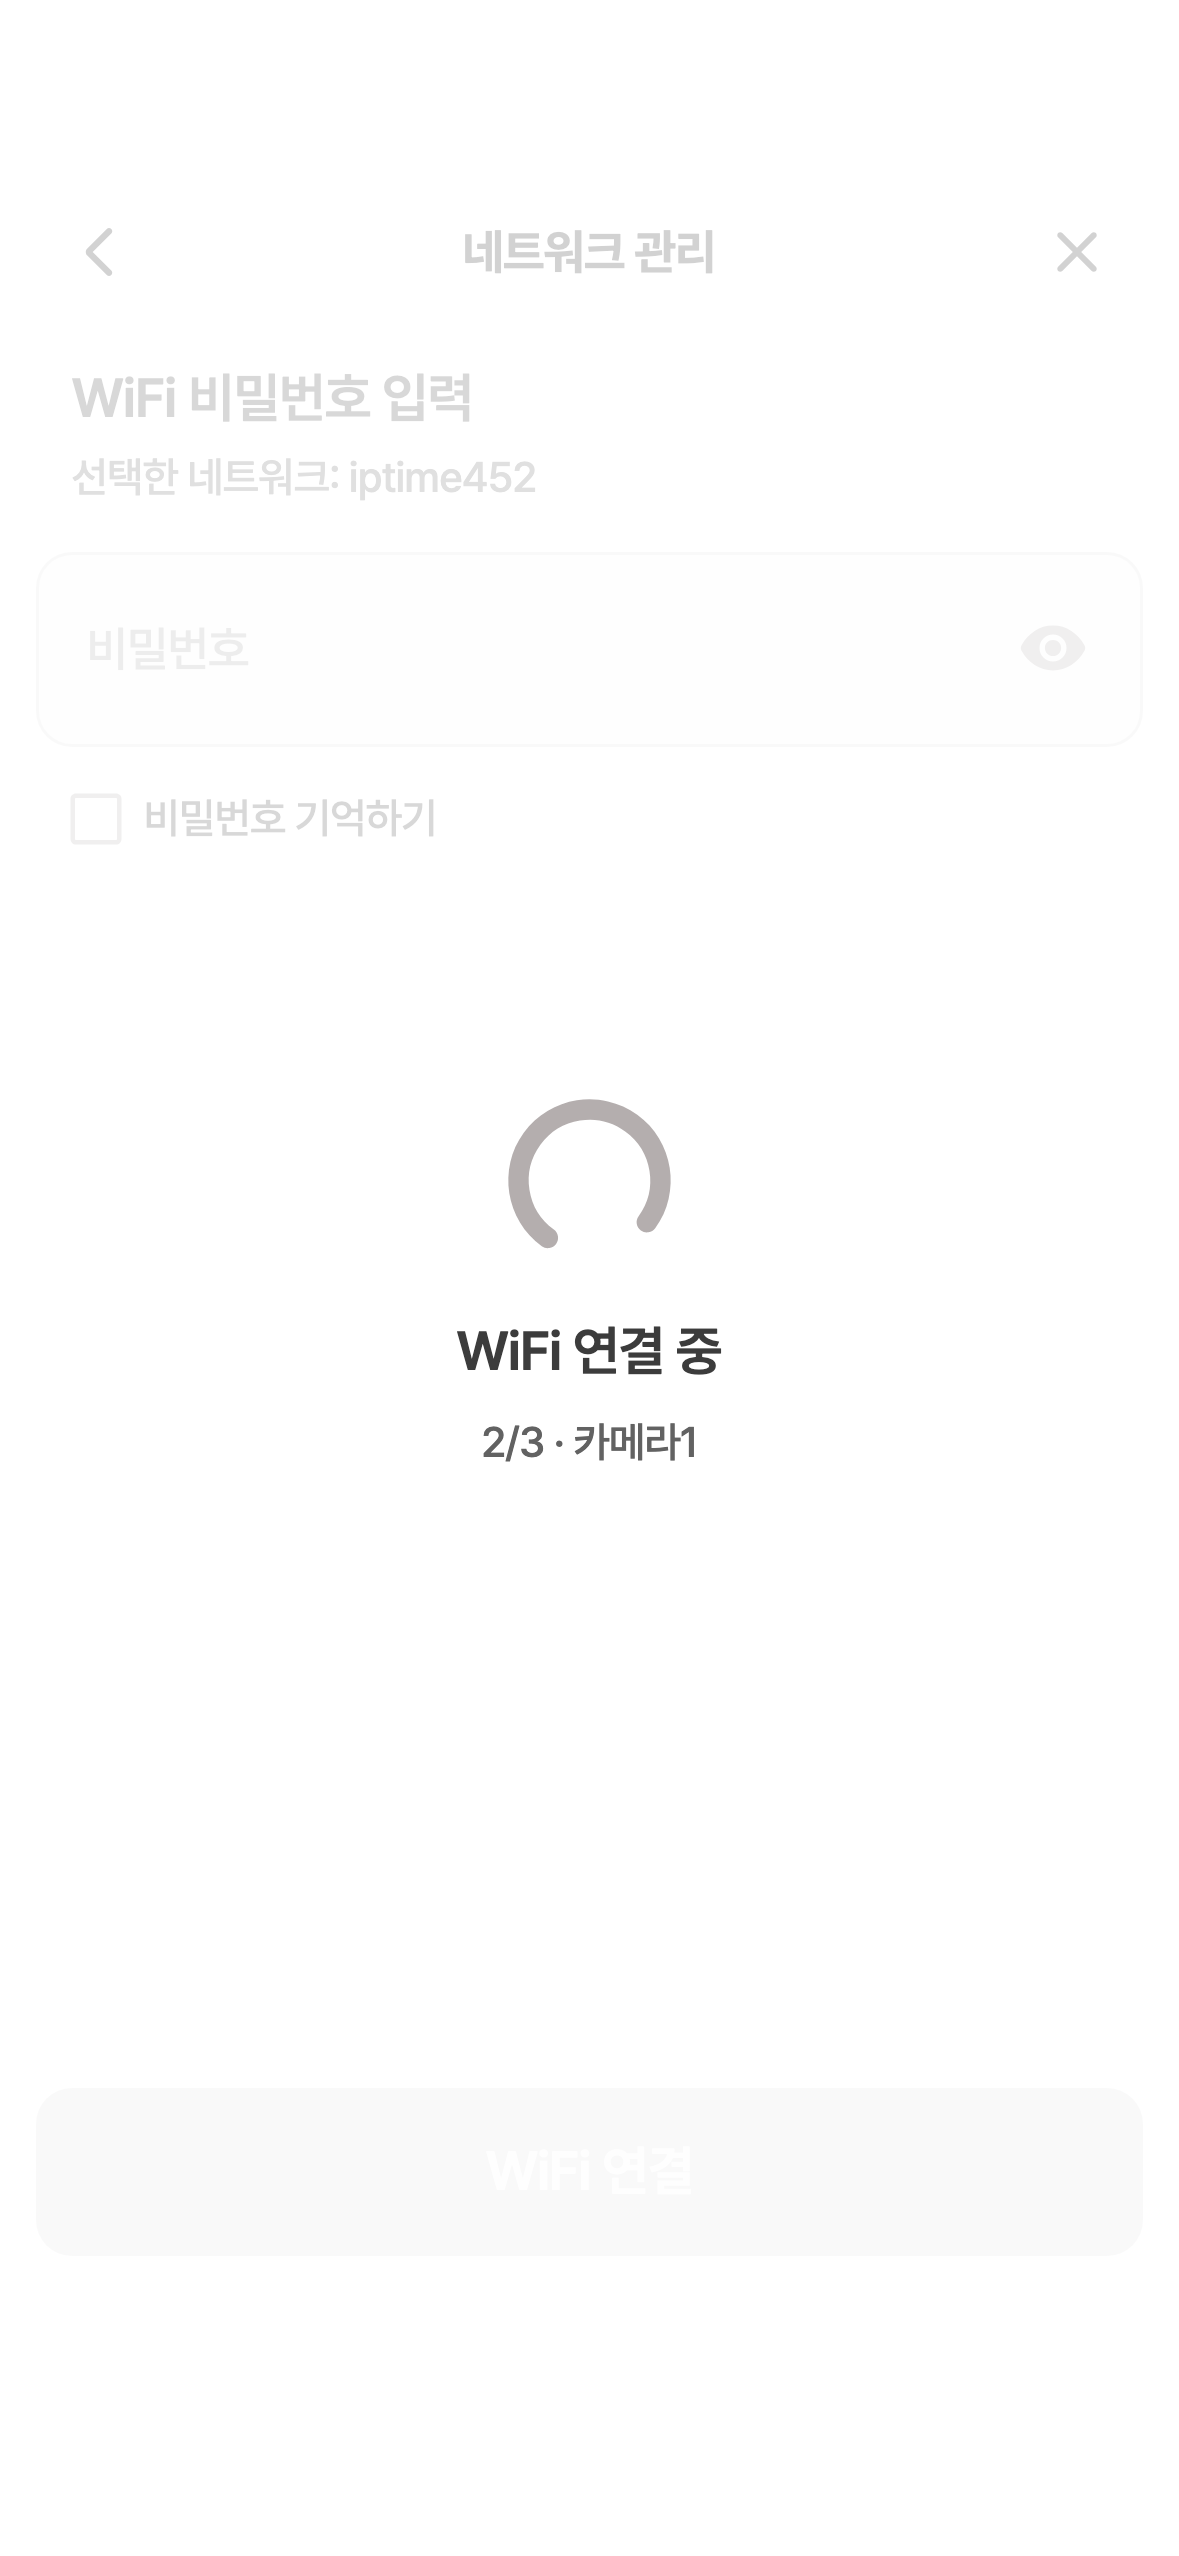 네트워크 관리
WiFi 비밀번호 입력
선택한 네트워크: iptime452
비밀번호
비밀번호 기억하기
WiFi 연결 중
2/3 · 카메라1
WiFi 연결